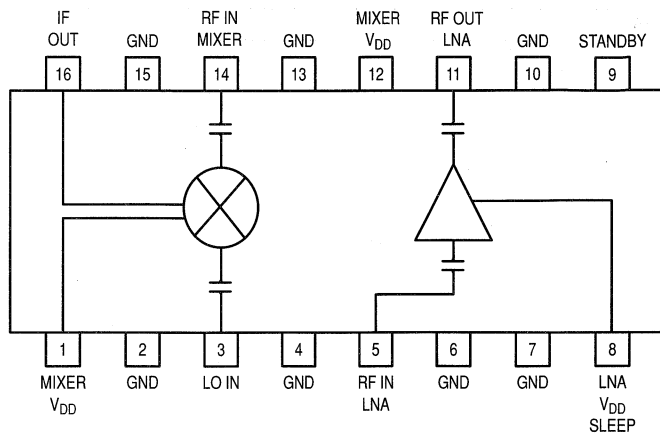 IF OUT
GND
RF IN MIXER
GND
MIXER VDD
RF OUT LNA
GND
STANDBY
16
15
14
13
12
11
10
9
1
2
3
4
5
6
7
8
MIXER VDD
GND
LO IN
GND
RF IN LNA
GND
GND
LNA VDD SLEEP